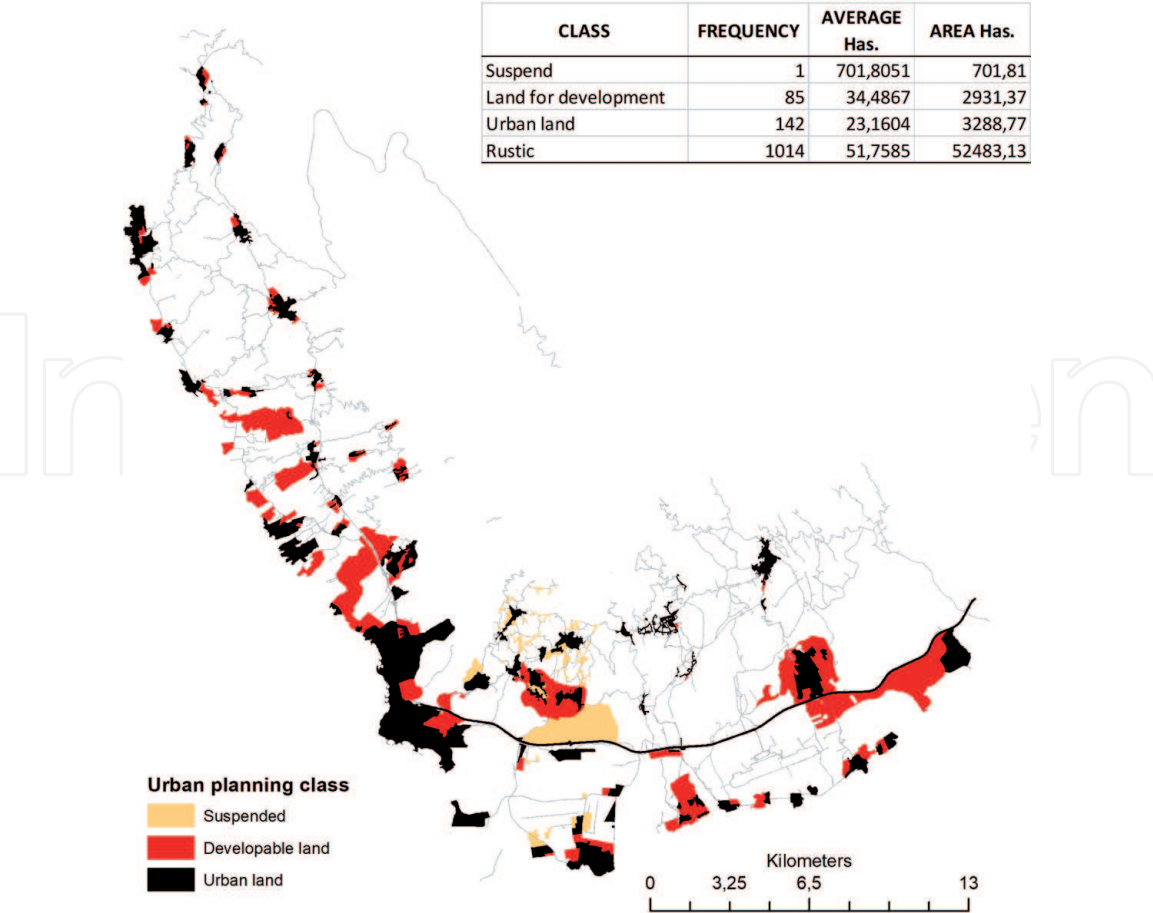 CLASS FREQUENCY AVERAGE Has. AREA Has.
Suspend 1 701,8051 701,81
Land for development 85 34,4867 2931,37
Urban land 142 23,1604 3288,77
Rustic 1014 51,7585 52483,13
Urban planning class
Suspended
Developable land
Urban land
Kilometers
0 3,25 6,5 13